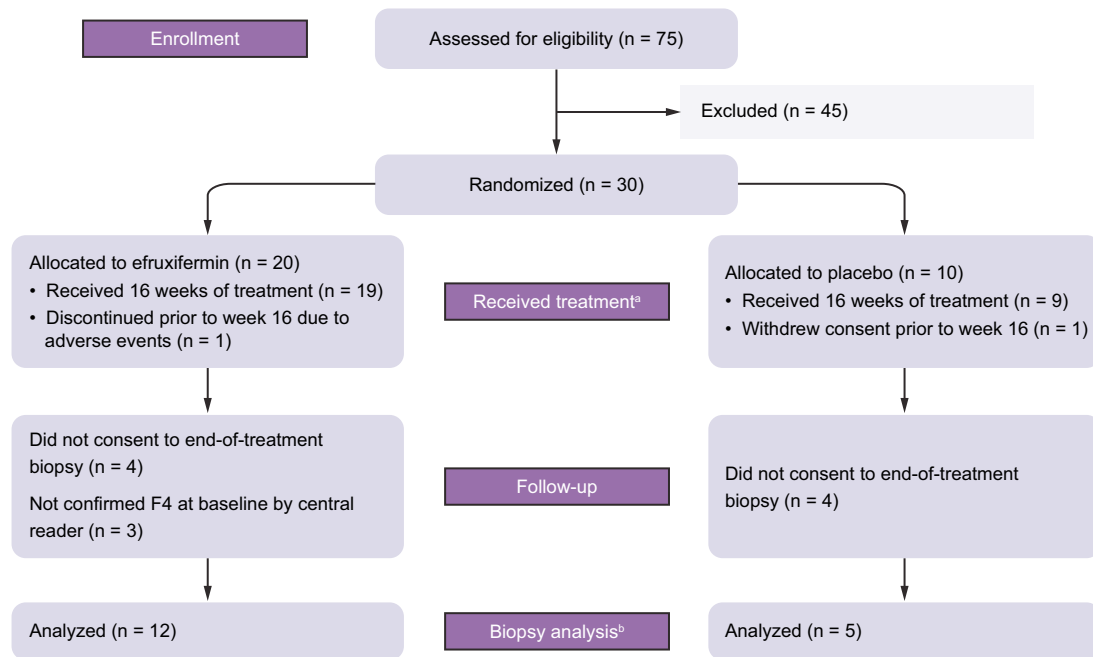 Enrollment
Assessed for eligibility (n = 75)
Excluded (n = 45)
Randomized (n = 30)
Allocated to efruxifermin (n = 20)
• Received 16 weeks of treatment (n = 19)
• Discontinued prior to week 16 due to
adverse events (n = 1)
Received treatmentᵃ
Allocated to placebo (n = 10)
• Received 16 weeks of treatment (n = 9)
• Withdrew consent prior to week 16 (n = 1)
Did not consent to end-of-treatment
biopsy (n = 4)
Not confirmed F4 at baseline by central
reader (n = 3)
Follow-up
Did not consent to end-of-treatment
biopsy (n = 4)
Analyzed (n = 12)
Biopsy analysisᵇ
Analyzed (n = 5)